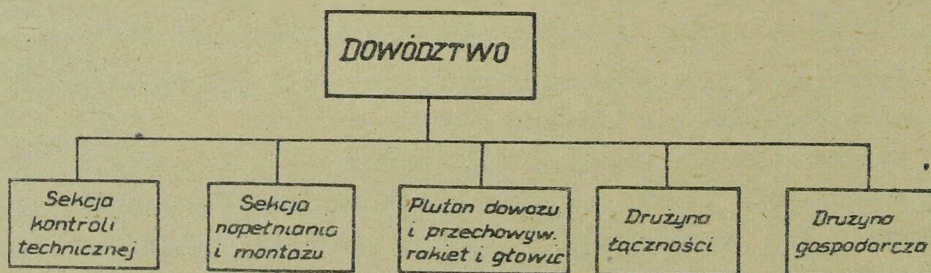 DOWÓDZTWO
Sekcja
kontroli
technicznej
Sekcja
napełniania
i montażu
Pluton dowozu
i przechowyw.
rakiet i głowic
Drużyna
łączności
Drużyna
gospodarcza